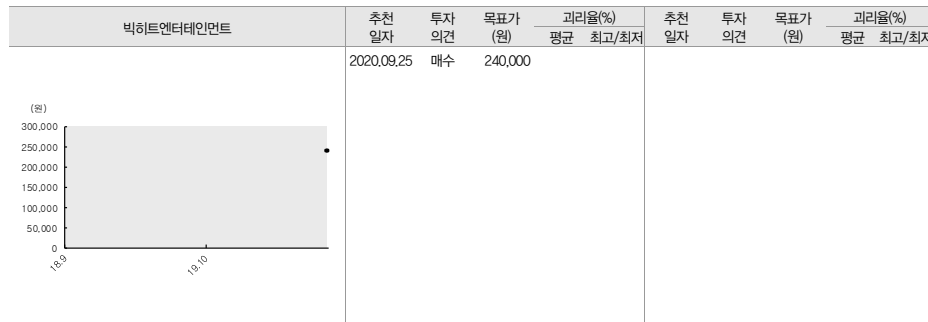 빅히트엔터테인먼트
추천 일자 투자 의견 목표가 (원) 괴리율(%) 평균 최고/최저 추천 일자 투자 의견 목표가 (원) 괴리율(%) 평균 최고/최저
2020.09.25 매수 240,000
(원)
300,000
250,000
200,000
150,000
100,000
50,000
0
18.9 19.10